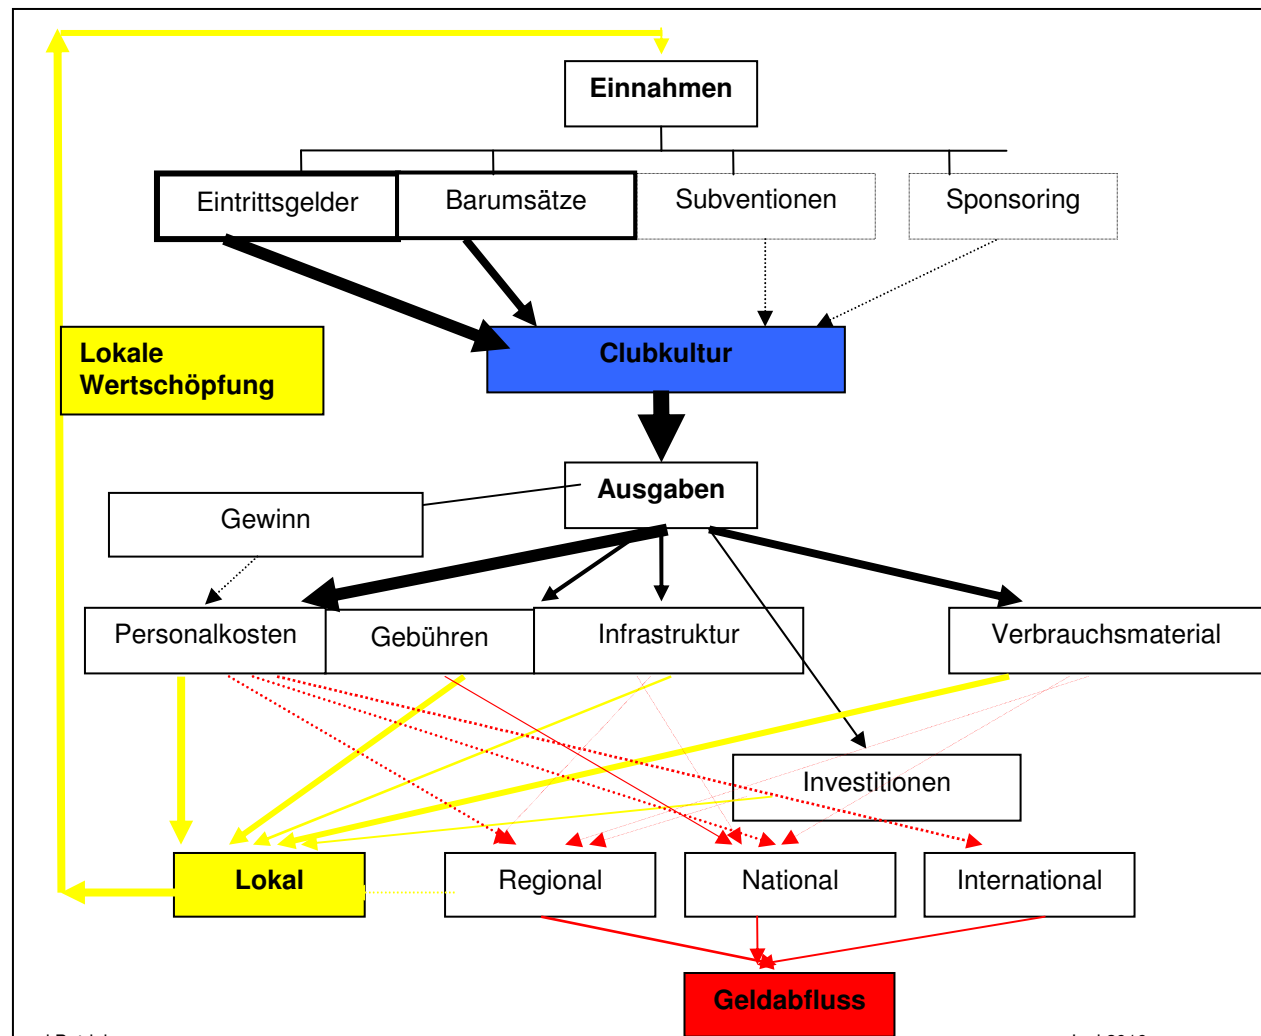 Einnahmen
Eintrittsgelder
Barumsätze
Subventionen
Sponsoring
Lokale
Wertschöpfung
Clubkultur
Ausgaben
Gewinn
Personalkosten
Gebühren
Infrastruktur
Verbrauchsmaterial
Investitionen
Lokal
Regional
National
International
Geldabfluss